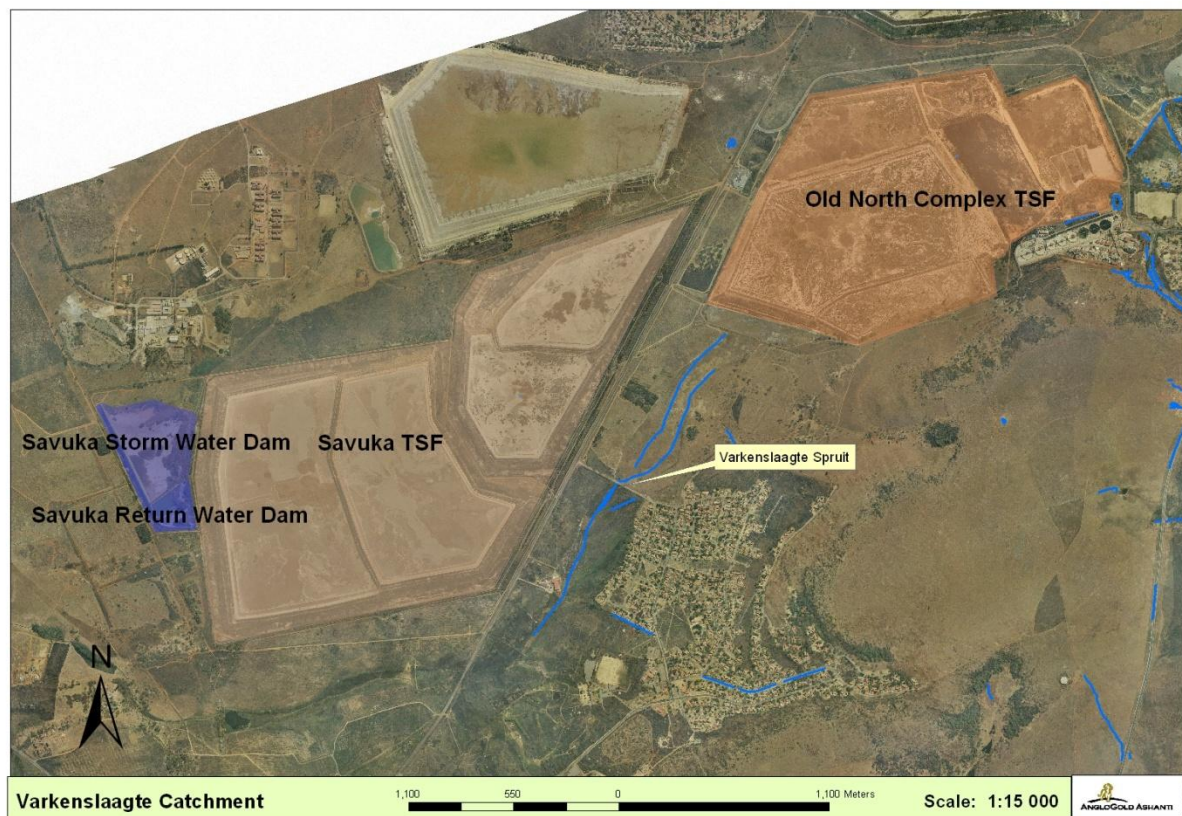 Old North Complex TSF
Savuka Storm Water Dam
Savuka TSF
Varkenslaagte Spruit
Savuka Return Water Dam
N
Varkenslaagte Catchment
1,100 550 0 1,100 Meters
Scale: 1:15 000
ANGLOGOLD ASHANTI